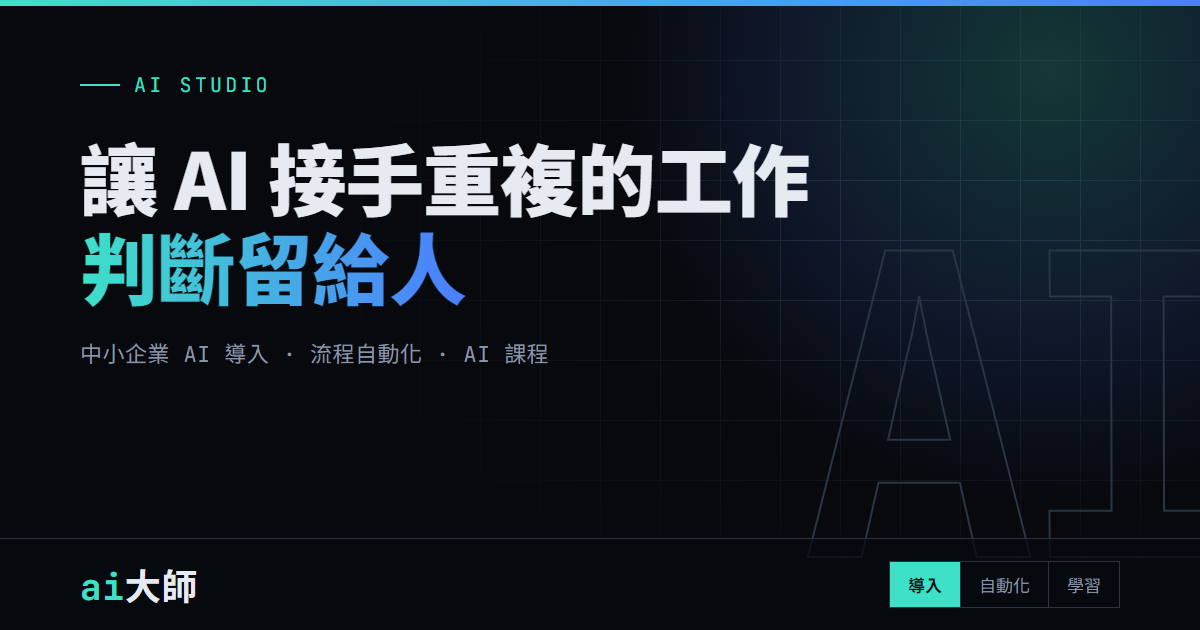 AI STUDIO
讓 AI 接手重複的工作
判斷留給人
中小企業 AI 導入 · 流程自動化 · AI 課程
AI
ai大師
導入 自動化 學習